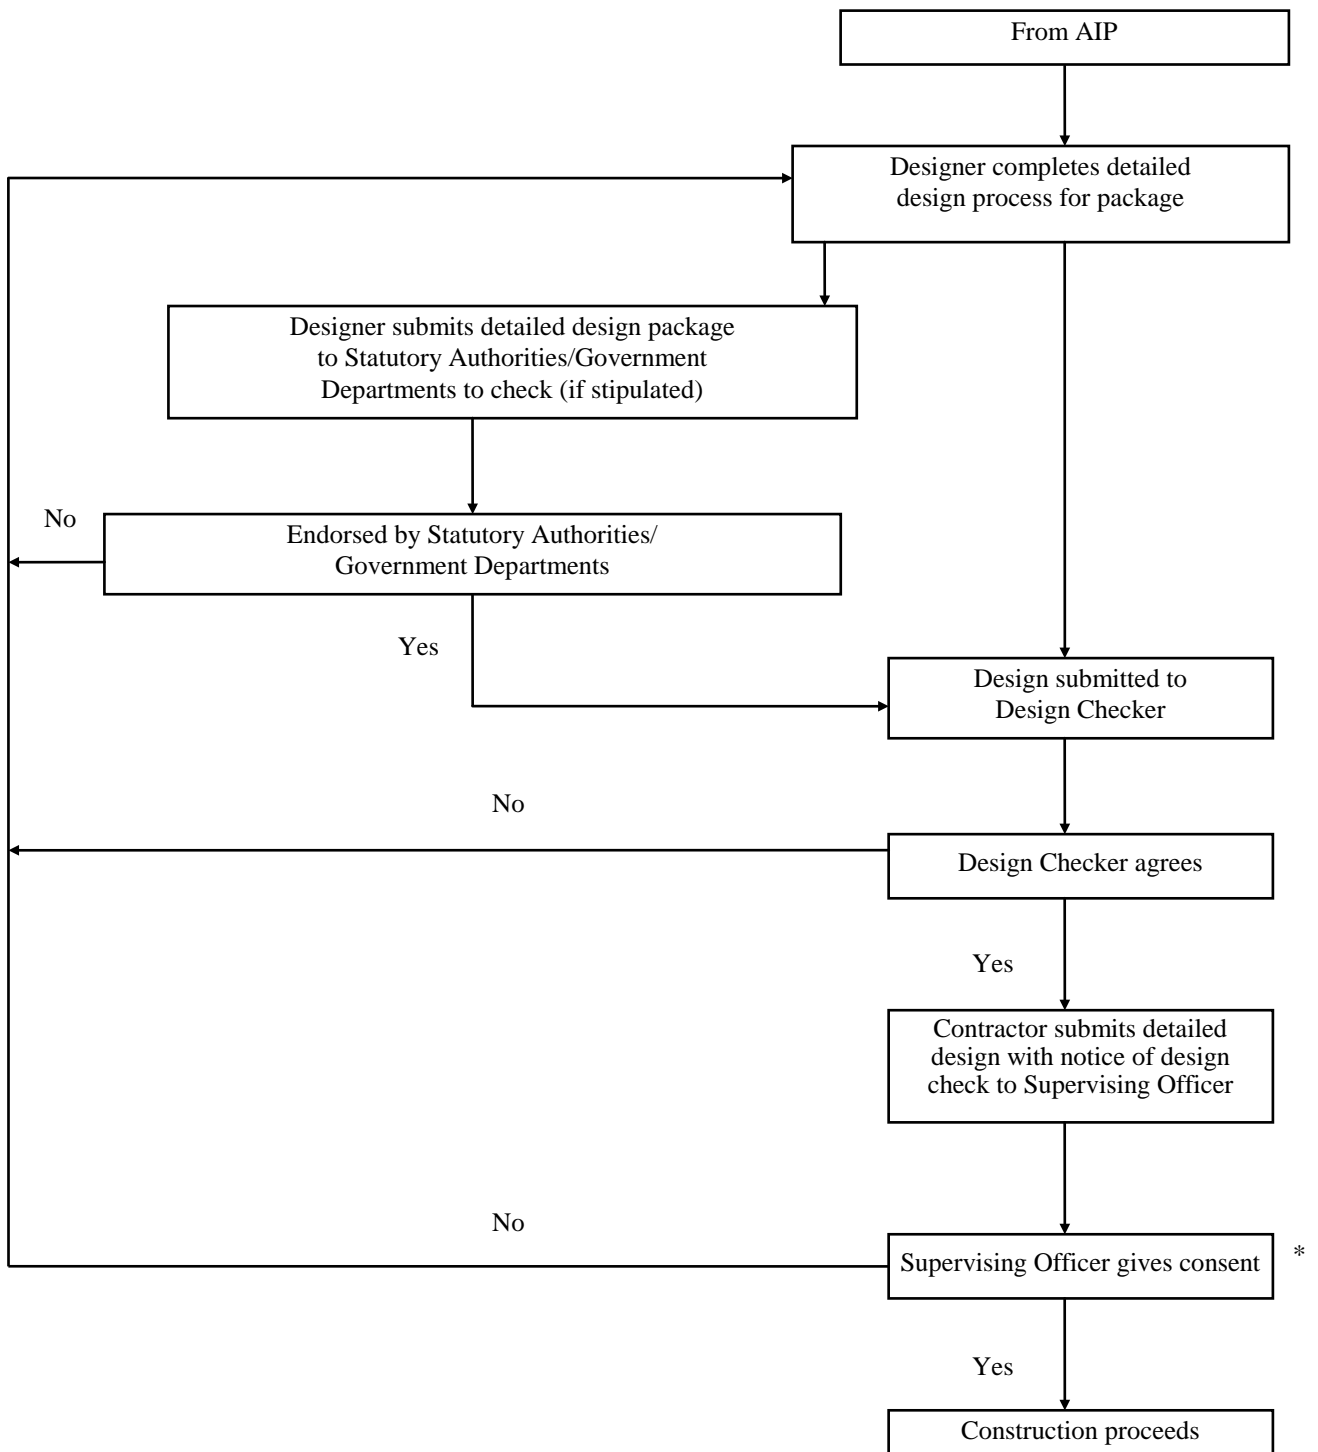 From AIP
Designer completes detailed
design process for package
Designer submits detailed design package
to Statutory Authorities/Government
Departments to check (if stipulated)
No
Endorsed by Statutory Authorities/
Government Departments
Yes
Design submitted to
Design Checker
No
Design Checker agrees
Yes
Contractor submits detailed
design with notice of design
check to Supervising Officer
No
Supervising Officer gives consent *
Yes
Construction proceeds